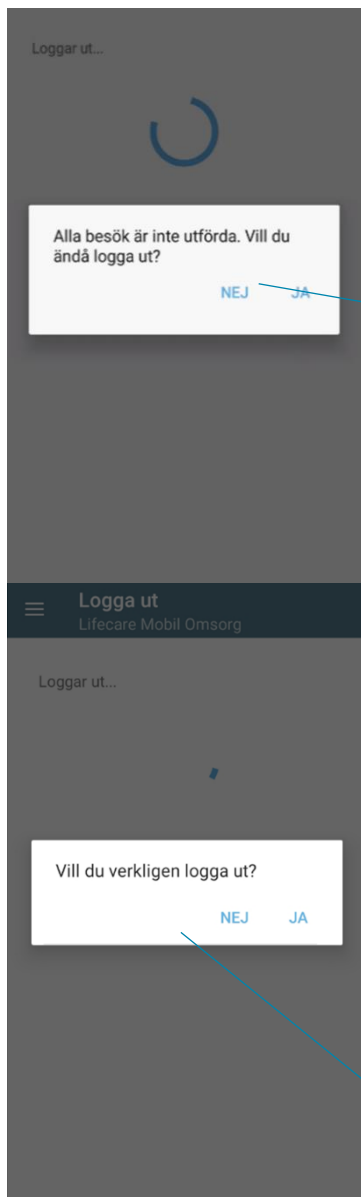 Loggar ut...
Alla besök är inte utförda. Vill du
ändå logga ut?
NEJ JA
Logga ut
Lifecare Mobil Omsorg
Loggar ut...
Vill du verkligen logga ut?
NEJ JA